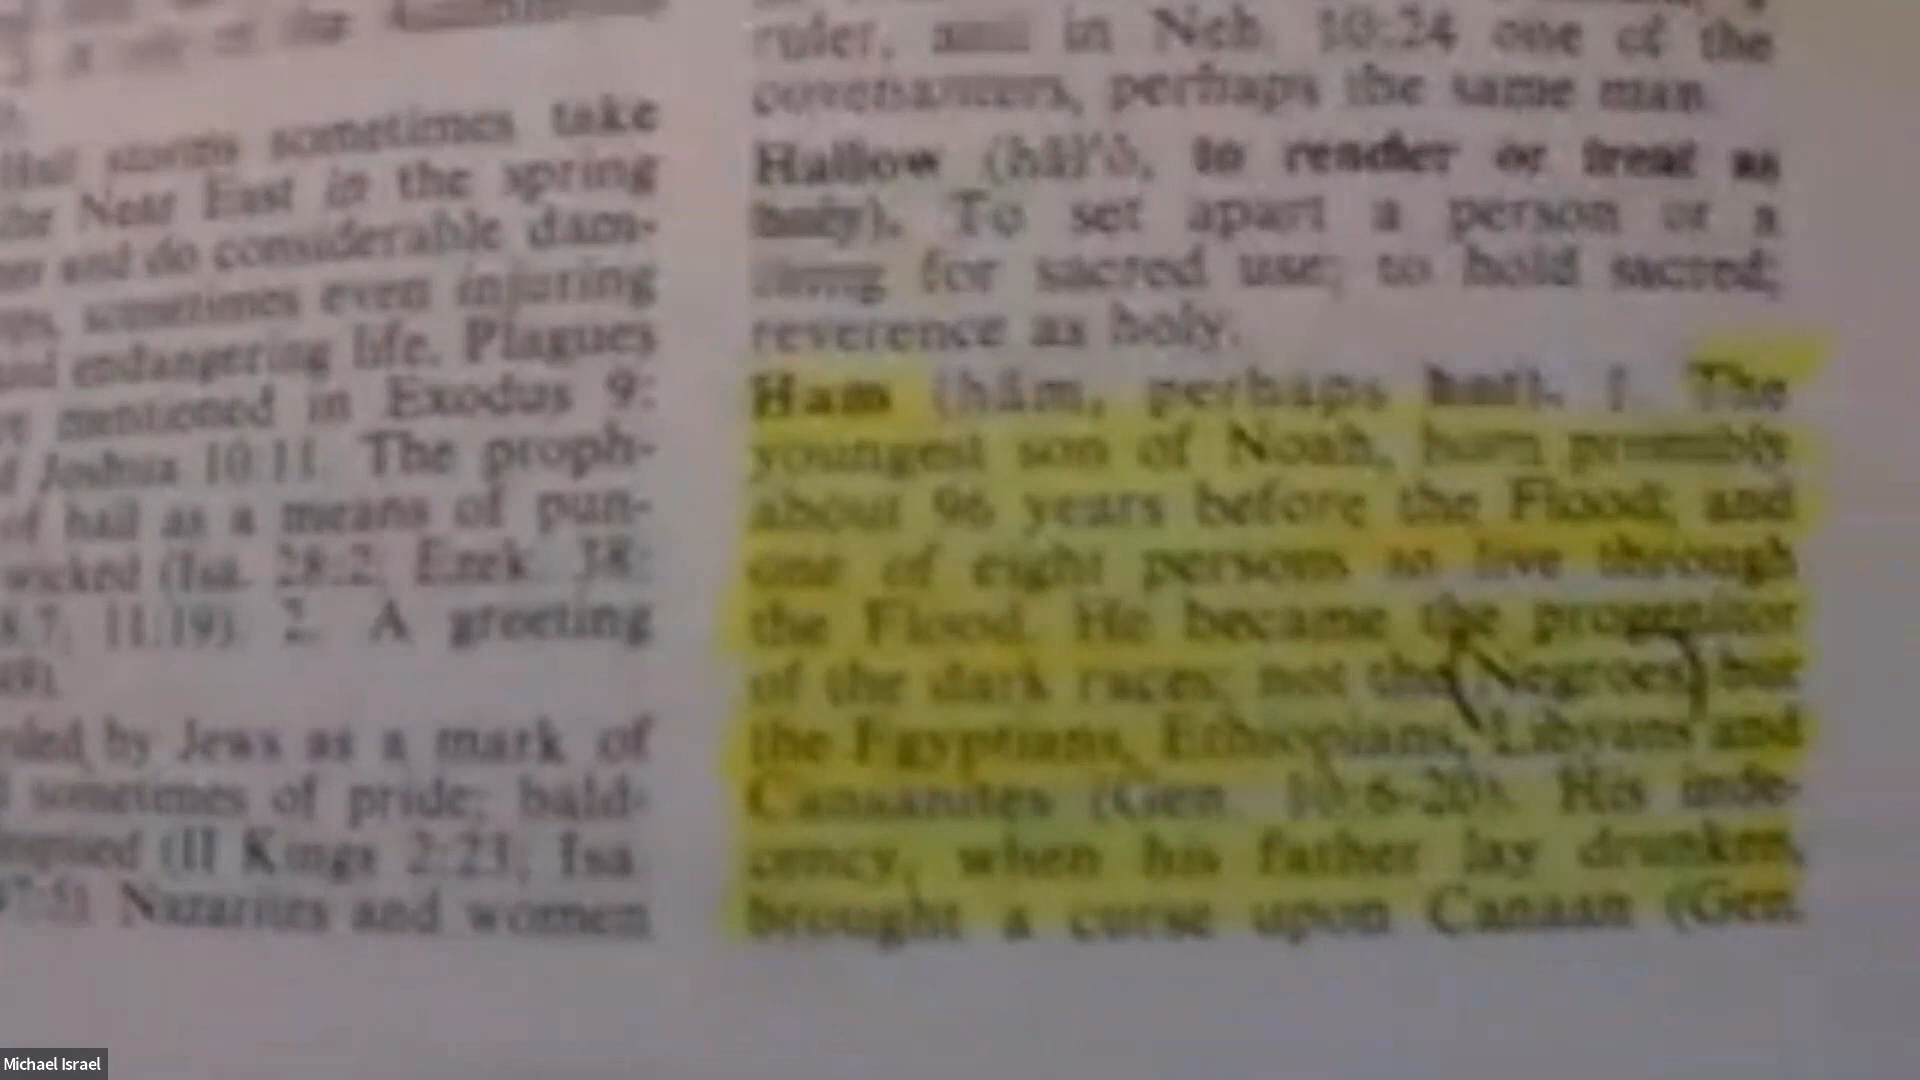 storms sometimes take
Near East in the spring
and do considerable dam-
sometimes even injuring
and endangering life. Plagues
mentioned in Exodus 9:
Joshua 10:11. The proph-
of hail as a means of pun-
wicked (Isa. 28:2; Ezek. 38:
8:7; 11:19). 2. A greeting
by Jews as a mark of
sometimes of pride; bald-
(II Kings 2:23; Isa.
Nazarites and women
ruler, and in Neh. 10:24 one of the
covenanters, perhaps the same man.
Hallow (hăl'ō, to render or treat as
holy). To set apart a person or a
thing for sacred use; to hold sacred;
reverence as holy.
Ham (hăm, perhaps hot). 1. The
youngest son of Noah, born probably
about 96 years before the Flood; and
one of eight persons to live through
the Flood. He became the progenitor
of the dark races; not the Negroes, but
the Egyptians, Ethiopians, Libyans and
Canaanites (Gen. 10:6-20). His inde-
cency, when his father lay drunken,
brought a curse upon Canaan (Gen.
Michael Israel